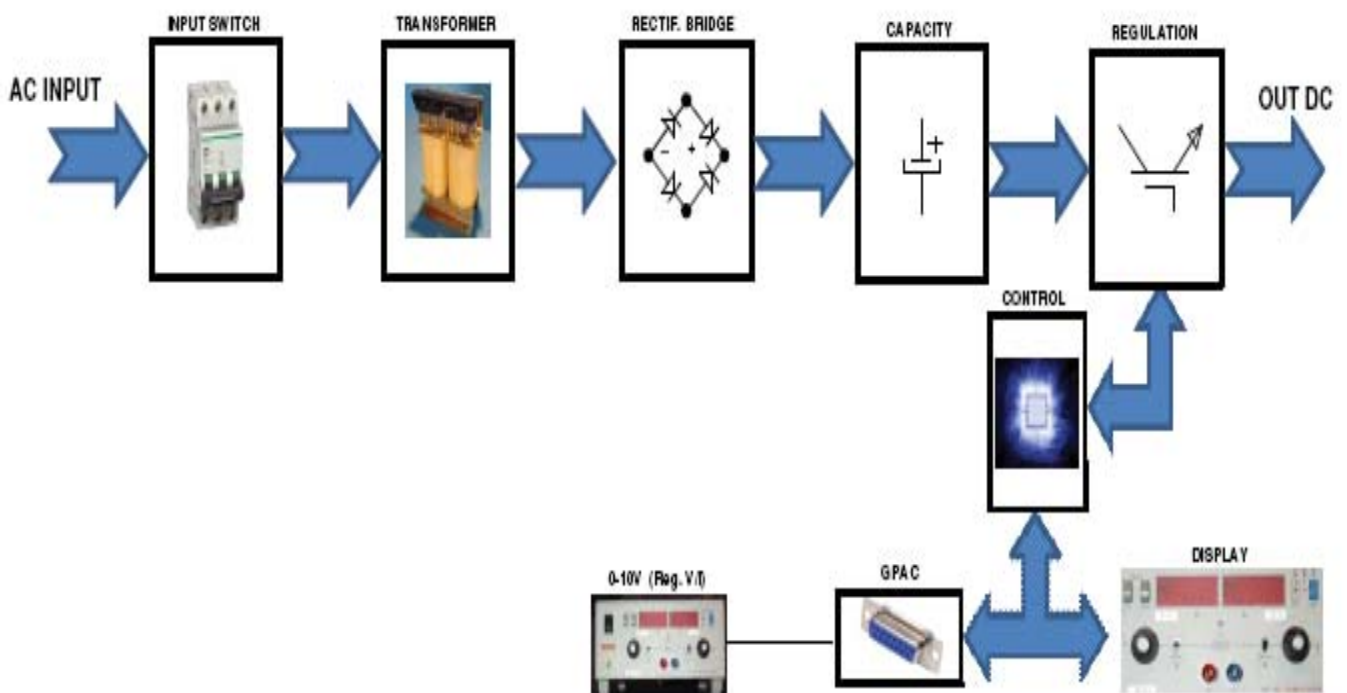 INPUT SWITCH
TRANSFORMER
RECTIF. BRIDGE
CAPACITY
REGULATION
AC INPUT
OUT DC
- +
+
CONTROL
0-10V (Reg. V/I)
GPAC
DISPLAY